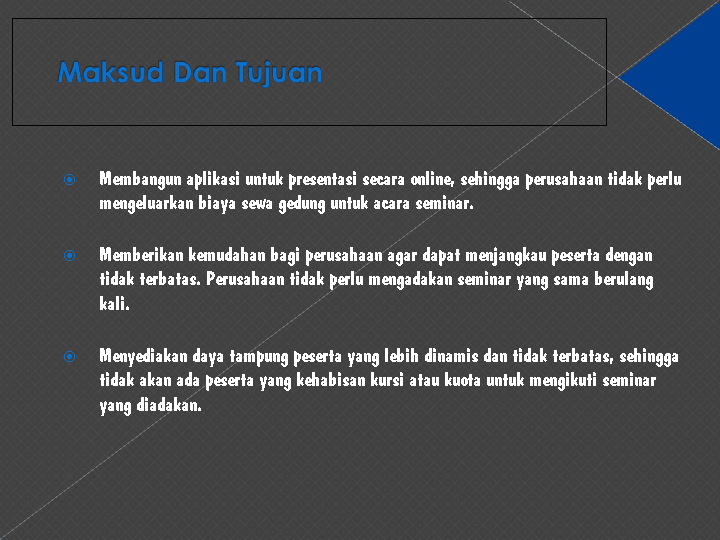 Maksud Dan Tujuan
Membangun aplikasi untuk presentasi secara online, sehingga perusahaan tidak perlu
mengeluarkan biaya sewa gedung untuk acara seminar.
Memberikan kemudahan bagi perusahaan agar dapat menjangkau peserta dengan
tidak terbatas. Perusahaan tidak perlu mengadakan seminar yang sama berulang
kali.
Menyediakan daya tampung peserta yang lebih dinamis dan tidak terbatas, sehingga
tidak akan ada peserta yang kehabisan kursi atau kuota untuk mengikuti seminar
yang diadakan.